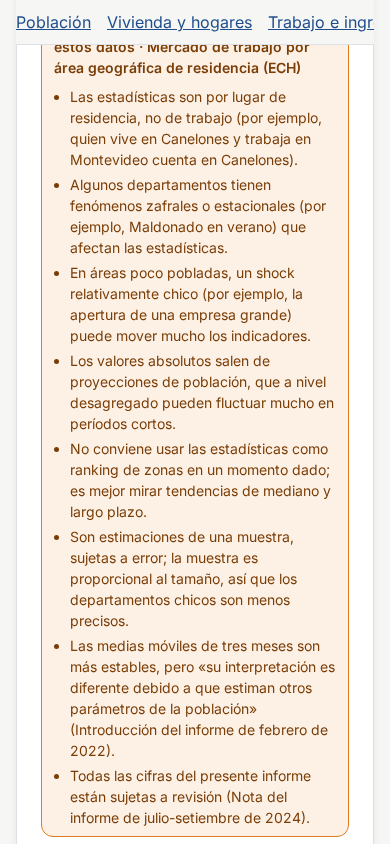 Población Vivienda y hogares Trabajo e ingr
estos datos · Mercado de trabajo por
área geográfica de residencia (ECH)
• Las estadísticas son por lugar de
residencia, no de trabajo (por ejemplo,
quien vive en Canelones y trabaja en
Montevideo cuenta en Canelones).
• Algunos departamentos tienen
fenómenos zafrales o estacionales (por
ejemplo, Maldonado en verano) que
afectan las estadísticas.
• En áreas poco pobladas, un shock
relativamente chico (por ejemplo, la
apertura de una empresa grande)
puede mover mucho los indicadores.
• Los valores absolutos salen de
proyecciones de población, que a nivel
desagregado pueden fluctuar mucho en
períodos cortos.
• No conviene usar las estadísticas como
ranking de zonas en un momento dado;
es mejor mirar tendencias de mediano y
largo plazo.
• Son estimaciones de una muestra,
sujetas a error; la muestra es
proporcional al tamaño, así que los
departamentos chicos son menos
precisos.
• Las medias móviles de tres meses son
más estables, pero «su interpretación es
diferente debido a que estiman otros
parámetros de la población»
(Introducción del informe de febrero de
2022).
• Todas las cifras del presente informe
están sujetas a revisión (Nota del
informe de julio-setiembre de 2024).